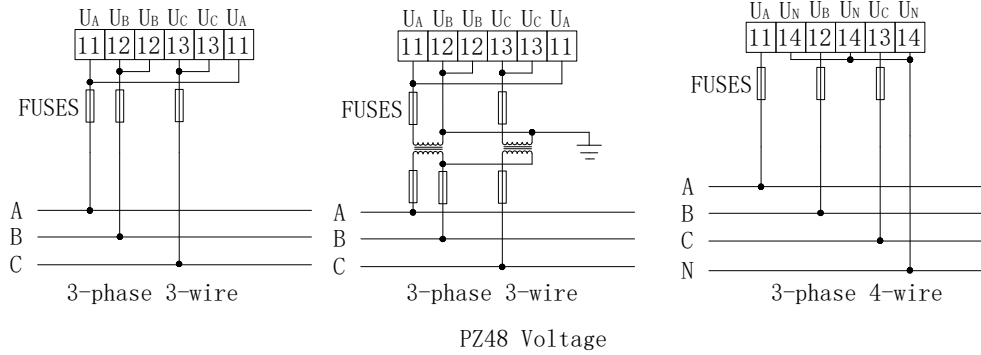 UA UB UB UC UC UA
11 12 12 13 13 11
FUSES
A
B
C
3-phase 3-wire
UA UB UB UC UC UA
11 12 12 13 13 11
FUSES
A
B
C
3-phase 3-wire
UA UN UB UN UC UN
11 14 12 14 13 14
FUSES
A
B
C
N
3-phase 4-wire
PZ48 Voltage